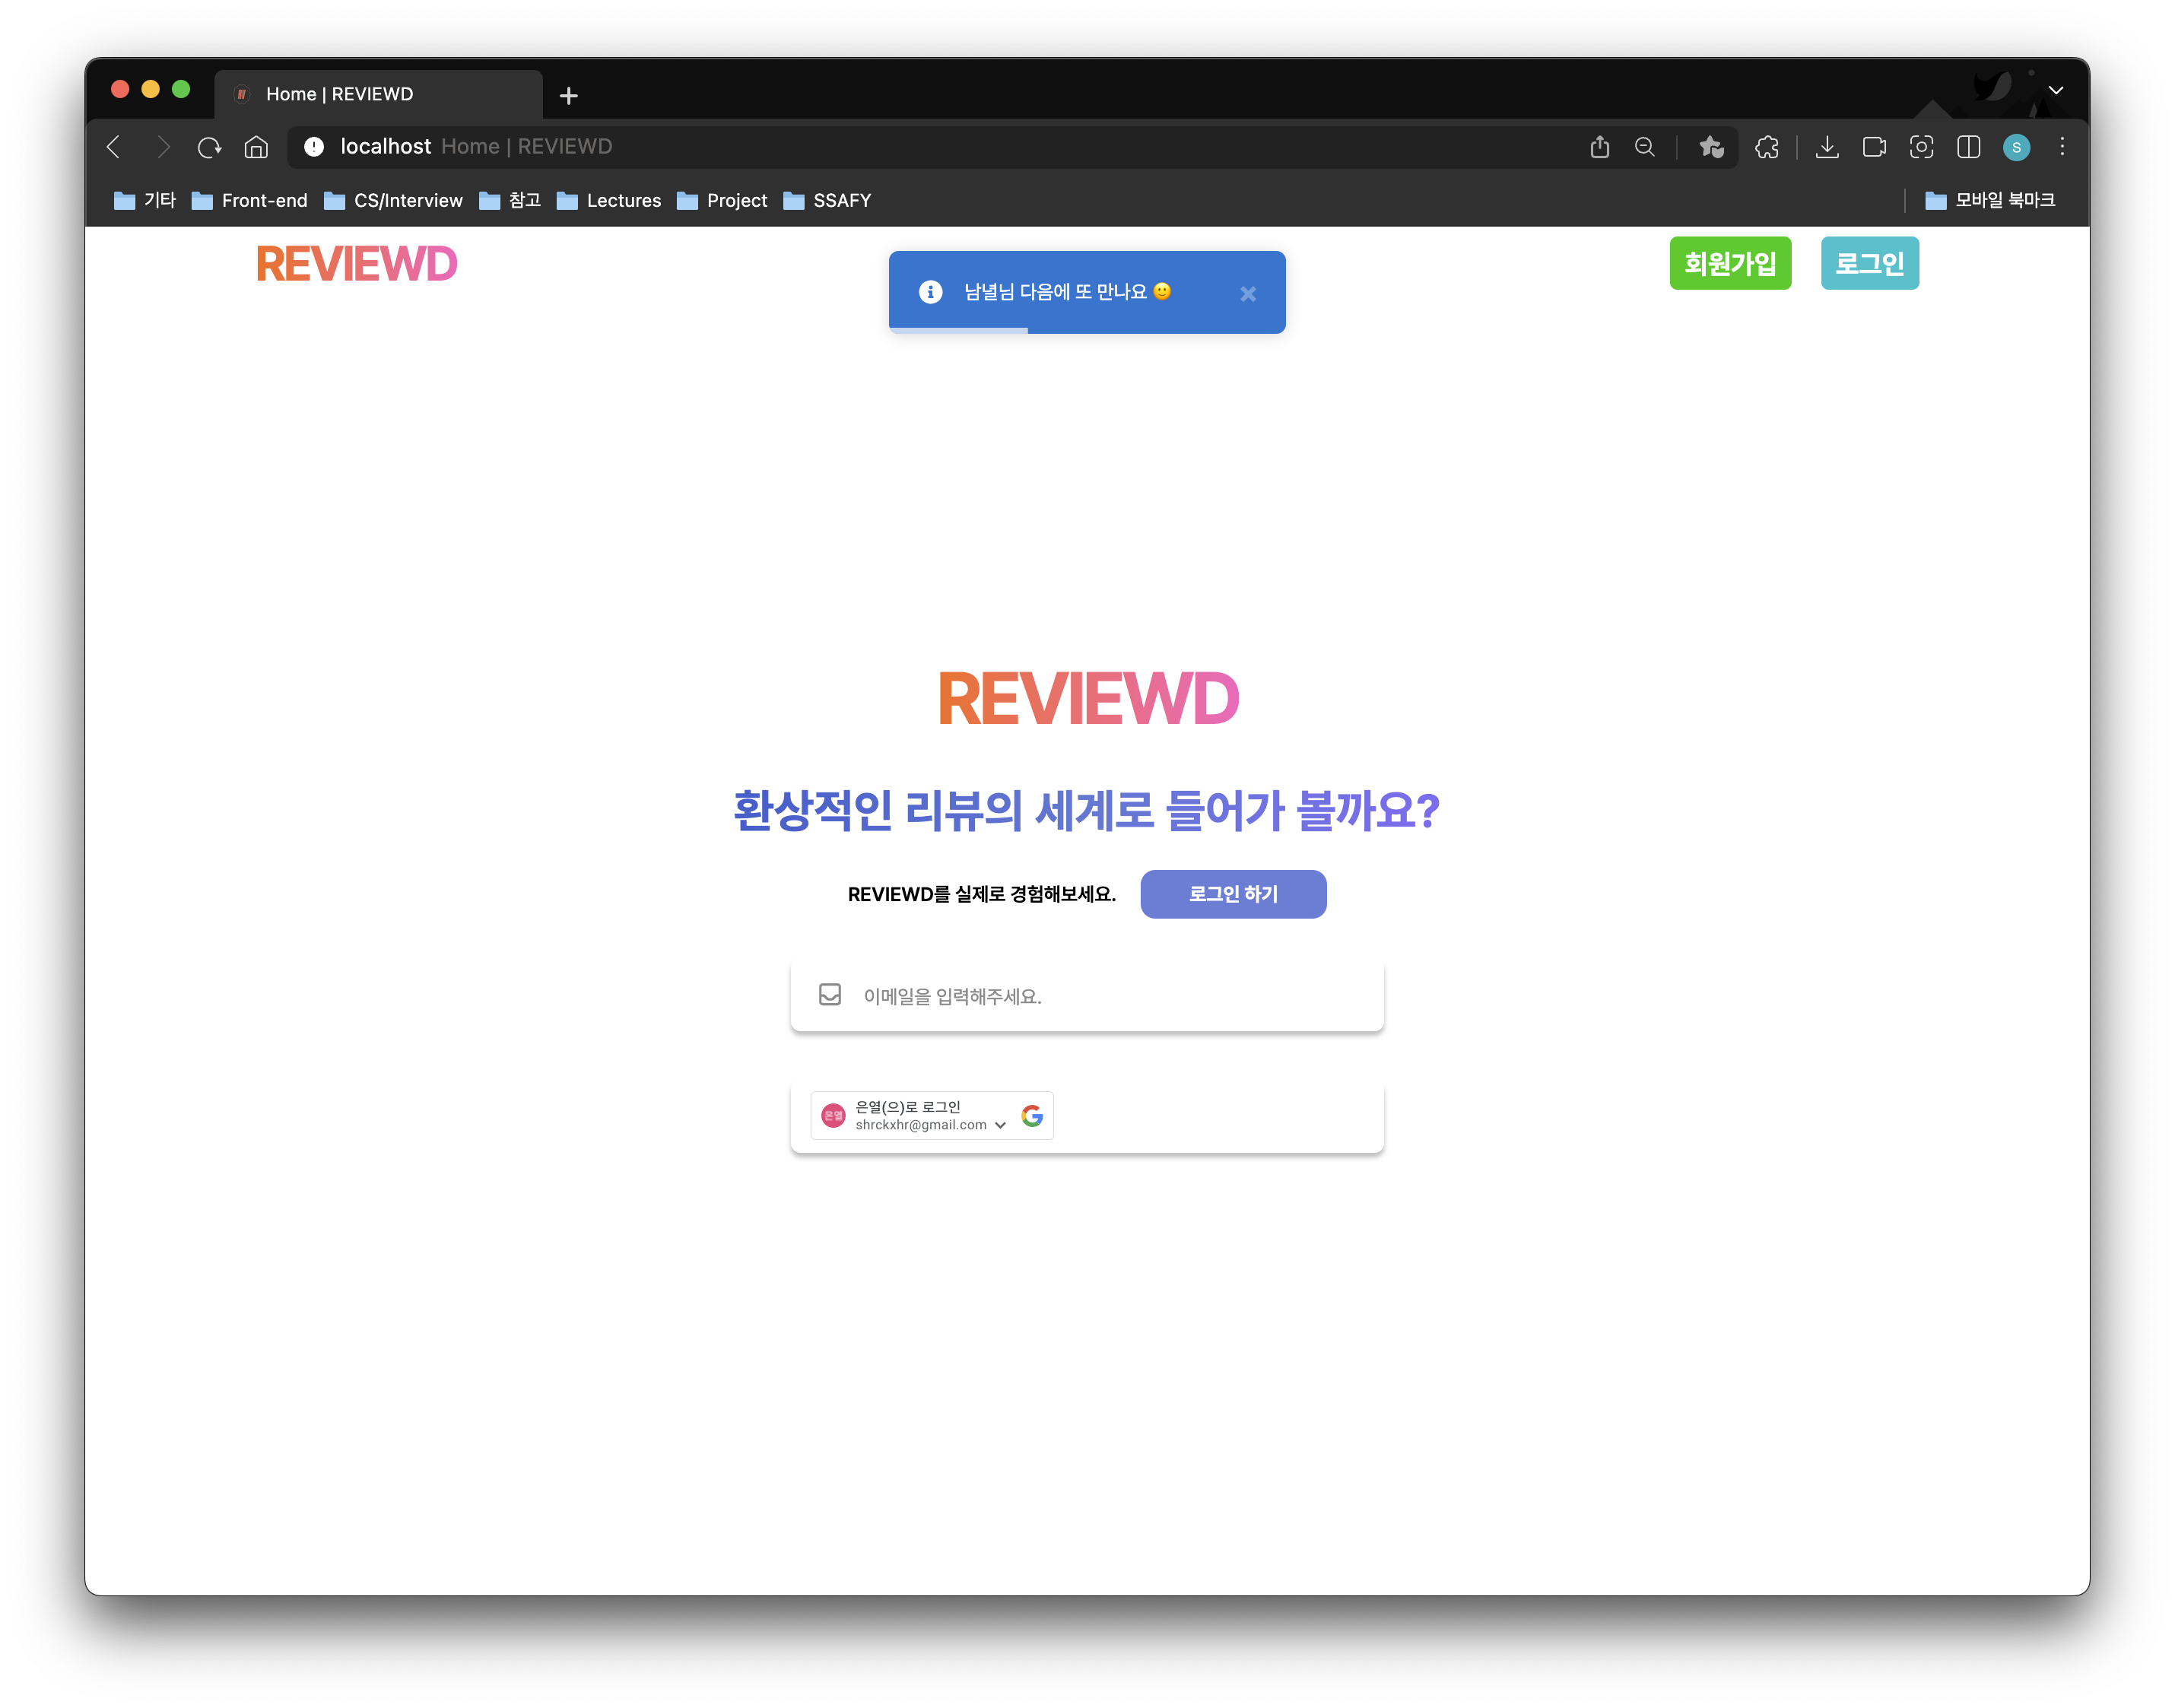 Home | REVIEWD
localhost Home | REVIEWD
S
기타 Front-end CS/Interview 참고 Lectures Project SSAFY 모바일 북마크
REVIEWD
남녈님 다음에 또 만나요 🙂
회원가입 로그인
REVIEWD
환상적인 리뷰의 세계로 들어가 볼까요?
REVIEWD를 실제로 경험해보세요. 로그인 하기
이메일을 입력해주세요.
은열
은열(으)로 로그인
shrckxhr@gmail.com